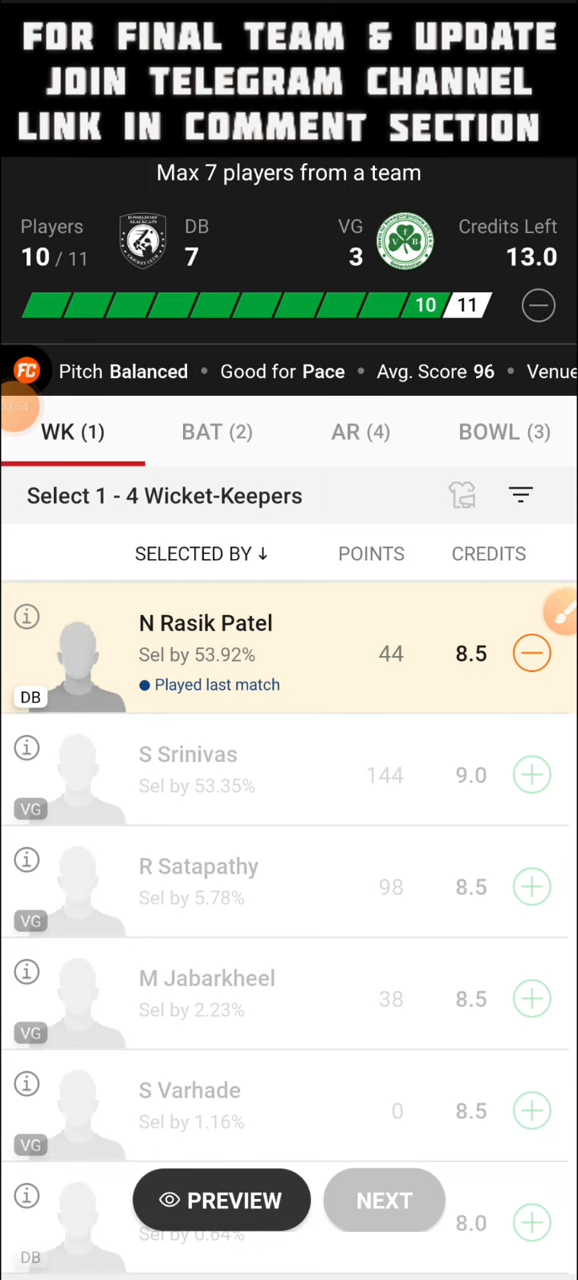 FOR FINAL TEAM & UPDATE
JOIN TELEGRAM CHANNEL
LINK IN COMMENT SECTION
Max 7 players from a team
Players DB VG Credits Left
10 / 11 7 3 13.0
10 11
FC Pitch Balanced • Good for Pace • Avg. Score 96 • Venue
WK (1) BAT (2) AR (4) BOWL (3)
Select 1 - 4 Wicket-Keepers
SELECTED BY ↓ POINTS CREDITS
N Rasik Patel
Sel by 53.92% 44 8.5
Played last match
DB
S Srinivas
Sel by 53.35% 144 9.0
VG
R Satapathy
Sel by 5.78% 98 8.5
VG
M Jabarkheel
Sel by 2.23% 38 8.5
VG
S Varhade
Sel by 1.16% 0 8.5
VG
PREVIEW NEXT
Sel by 0.64% 8.0
DB